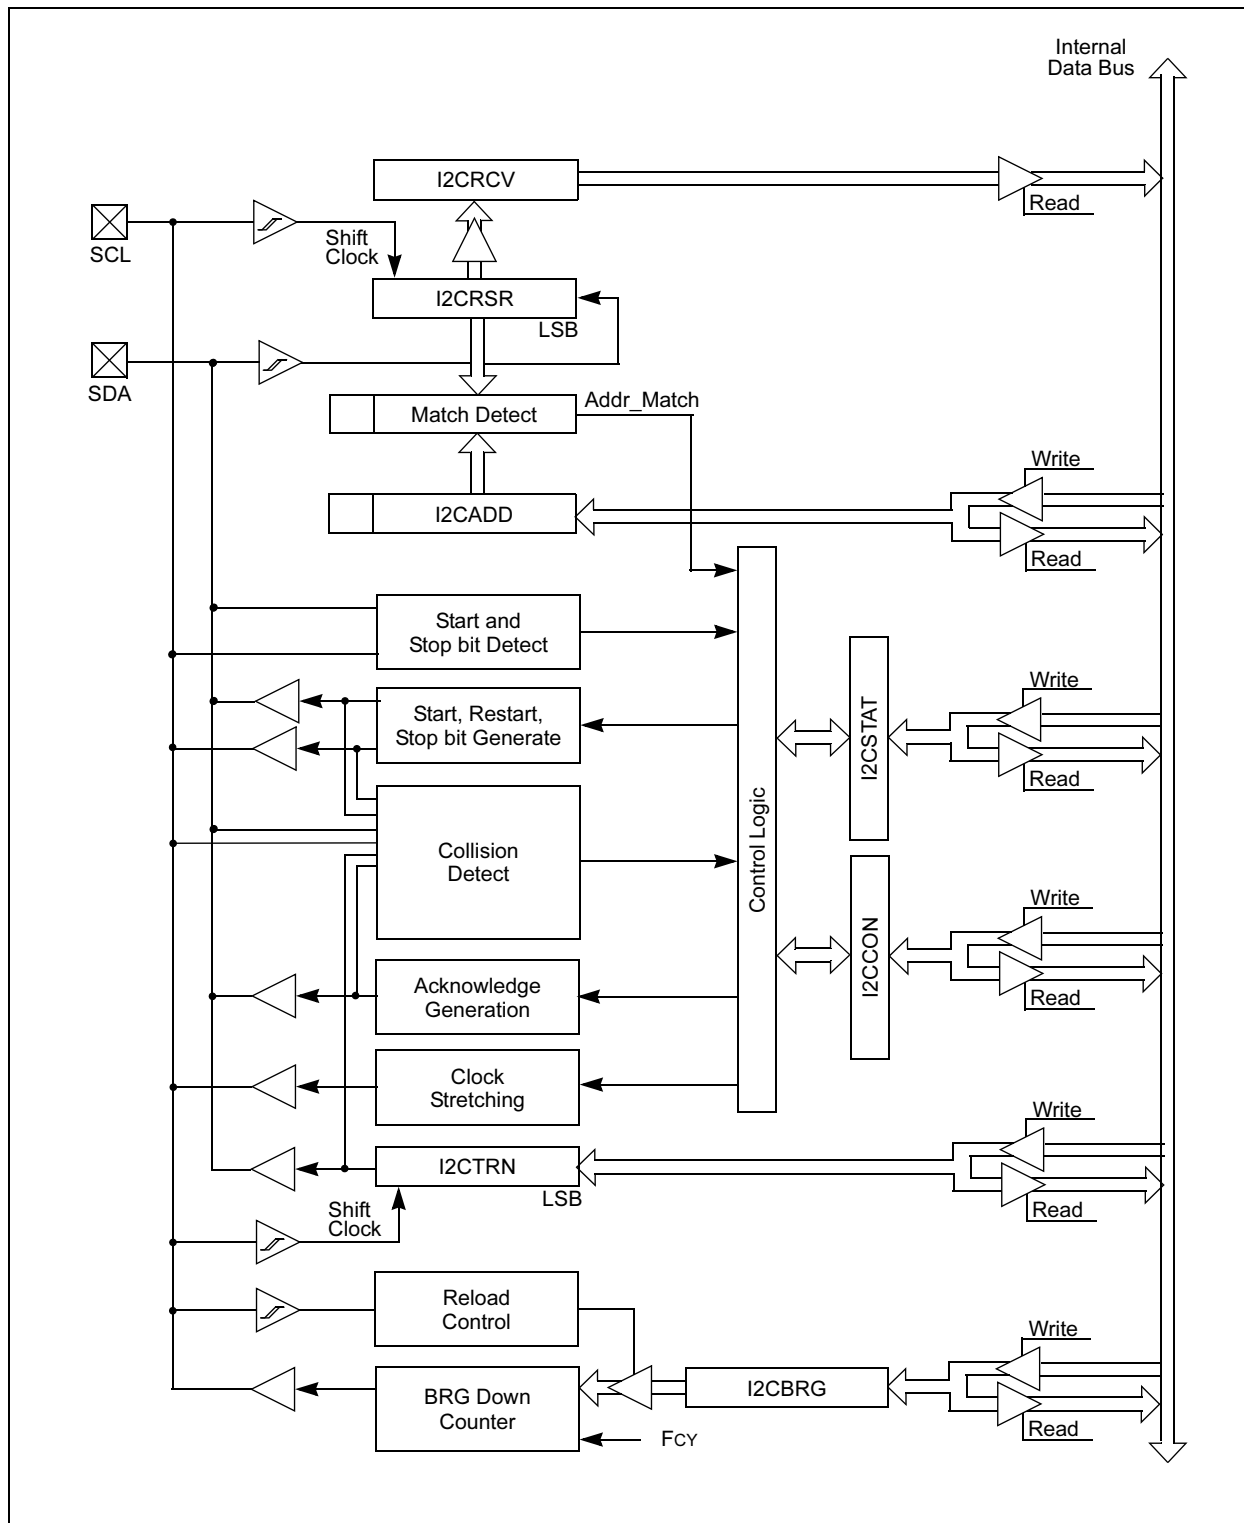 Internal
Data Bus
I2CRCV
Read
SCL
Shift
Clock
I2CRSR
LSB
SDA
Addr_Match
Match Detect
Write
I2CADD
Read
Start and
Stop bit Detect
Write
Start, Restart,
Stop bit Generate
I2CSTAT
Read
Control Logic
Collision
Detect
Write
I2CCON
Acknowledge
Generation
Read
Clock
Stretching
Write
I2CTRN
LSB
Shift
Clock
Read
Reload
Control
Write
I2CBRG
BRG Down
Counter
Read
FCY